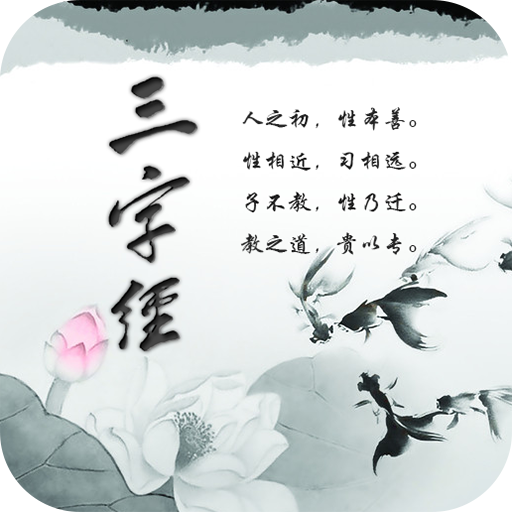 三字經
人之初，性本善。
性相近，习相远。
子不教，性乃迁。
教之道，贵以专。